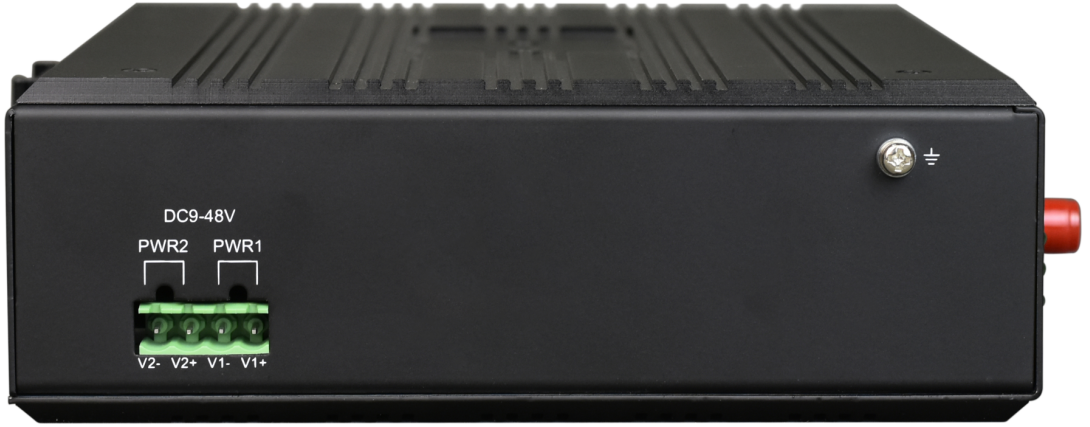 DC9-48V
PWR2 PWR1
V2- V2+ V1- V1+